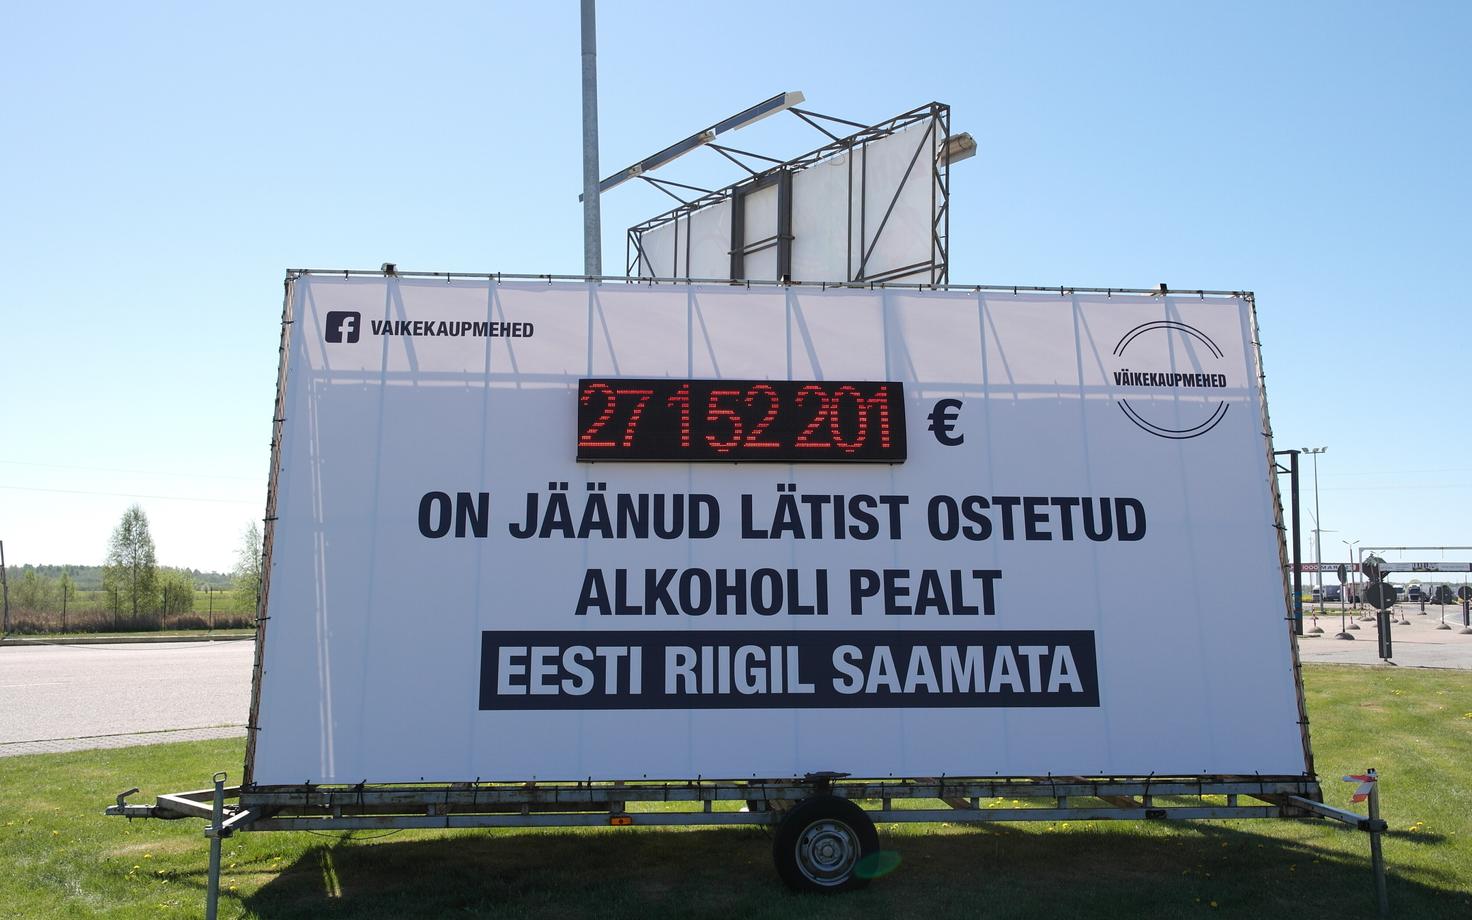 VAIKEKAUPMEHED
VÄIKEKAUPMEHED
27 152 201 €
ON JÄÄNUD LÄTIST OSTETUD
ALKOHOLI PEALT
EESTI RIIGIL SAAMATA